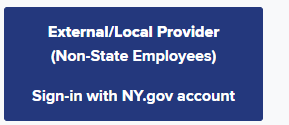 External/Local Provider
(Non-State Employees)
Sign-in with NY.gov account